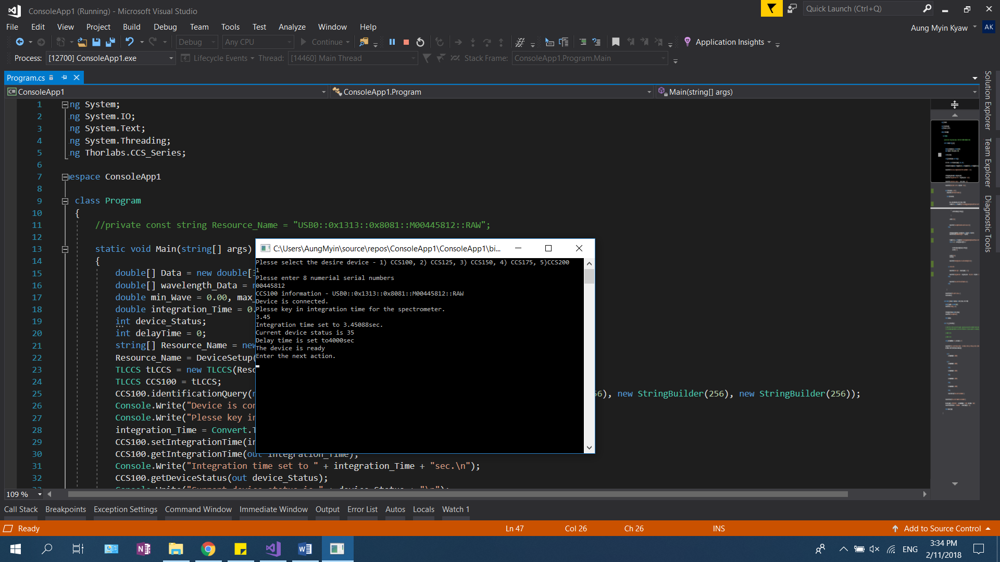 ConsoleApp1 (Running) - Microsoft Visual Studio
Quick Launch (Ctrl+Q)
File Edit View Project Build Debug Team Tools Test Analyze Window Help
Aung Myin Kyaw AK
Debug Any CPU Continue Application Insights
Process: [12700] ConsoleApp1.exe Lifecycle Events Thread: [14460] Main Thread Stack Frame: ConsoleApp1.Program.Main
Program.cs
C# ConsoleApp1 ConsoleApp1.Program Main(string[] args)
Solution Explorer
Team Explorer
Diagnostic Tools
1 ng System;
2 ng System.IO;
3 ng System.Text;
4 ng System.Threading;
5 ng Thorlabs.CCS_Series;
6
7 espace ConsoleApp1
8
9 class Program
10 {
11 //private const string Resource_Name = "USB0::0x1313::0x8081::M00445812::RAW";
12
13 static void Main(string[] args)
14 {
15 double[] Data = new double[3
16 double[] wavelength_Data = n
17 double min_Wave = 0.00, max_
18 double integration_Time = 0.
19 int device_Status;
20 int delayTime = 0;
21 string[] Resource_Name = new
22 Resource_Name = DeviceSetup(
23 TLCCS tLCCS = new TLCCS(Reso
24 TLCCS CCS100 = tLCCS;
25 CCS100.identificationQuery(n 56), new StringBuilder(256), new StringBuilder(256));
26 Console.Write("Device is con
27 Console.Write("Plesse key in
28 integration_Time = Convert.T
29 CCS100.setIntegrationTime(in
30 CCS100.getIntegrationTime(out integration_Time);
31 Console.Write("Integration time set to " + integration_Time + "sec.\n");
32 CCS100.getDeviceStatus(out device_Status);
33 Console.Write("Current device status is " + device_Status + "\n");
C:\Users\AungMyin\source\repos\ConsoleApp1\ConsoleApp1\bi...
Plesse select the desire device - 1) CCS100, 2) CCS125, 3) CCS150, 4) CCS175, 5)CCS200
1
Plesse enter 8 numerial serial numbers
00445812
CCS100 information - USB0::0x1313::0x8081::M00445812::RAW
Device is connected.
Plesse key in integration time for the spectrometer.
3.45
Integration time set to 3.45088sec.
Current device status is 35
Delay time is set to4000sec
The device is ready
Enter the next action.
109 %
Call Stack Breakpoints Exception Settings Command Window Immediate Window Output Error List Autos Locals Watch 1
Ready Ln 47 Col 26 Ch 26 INS Add to Source Control
ENG
3:34 PM
2/11/2018